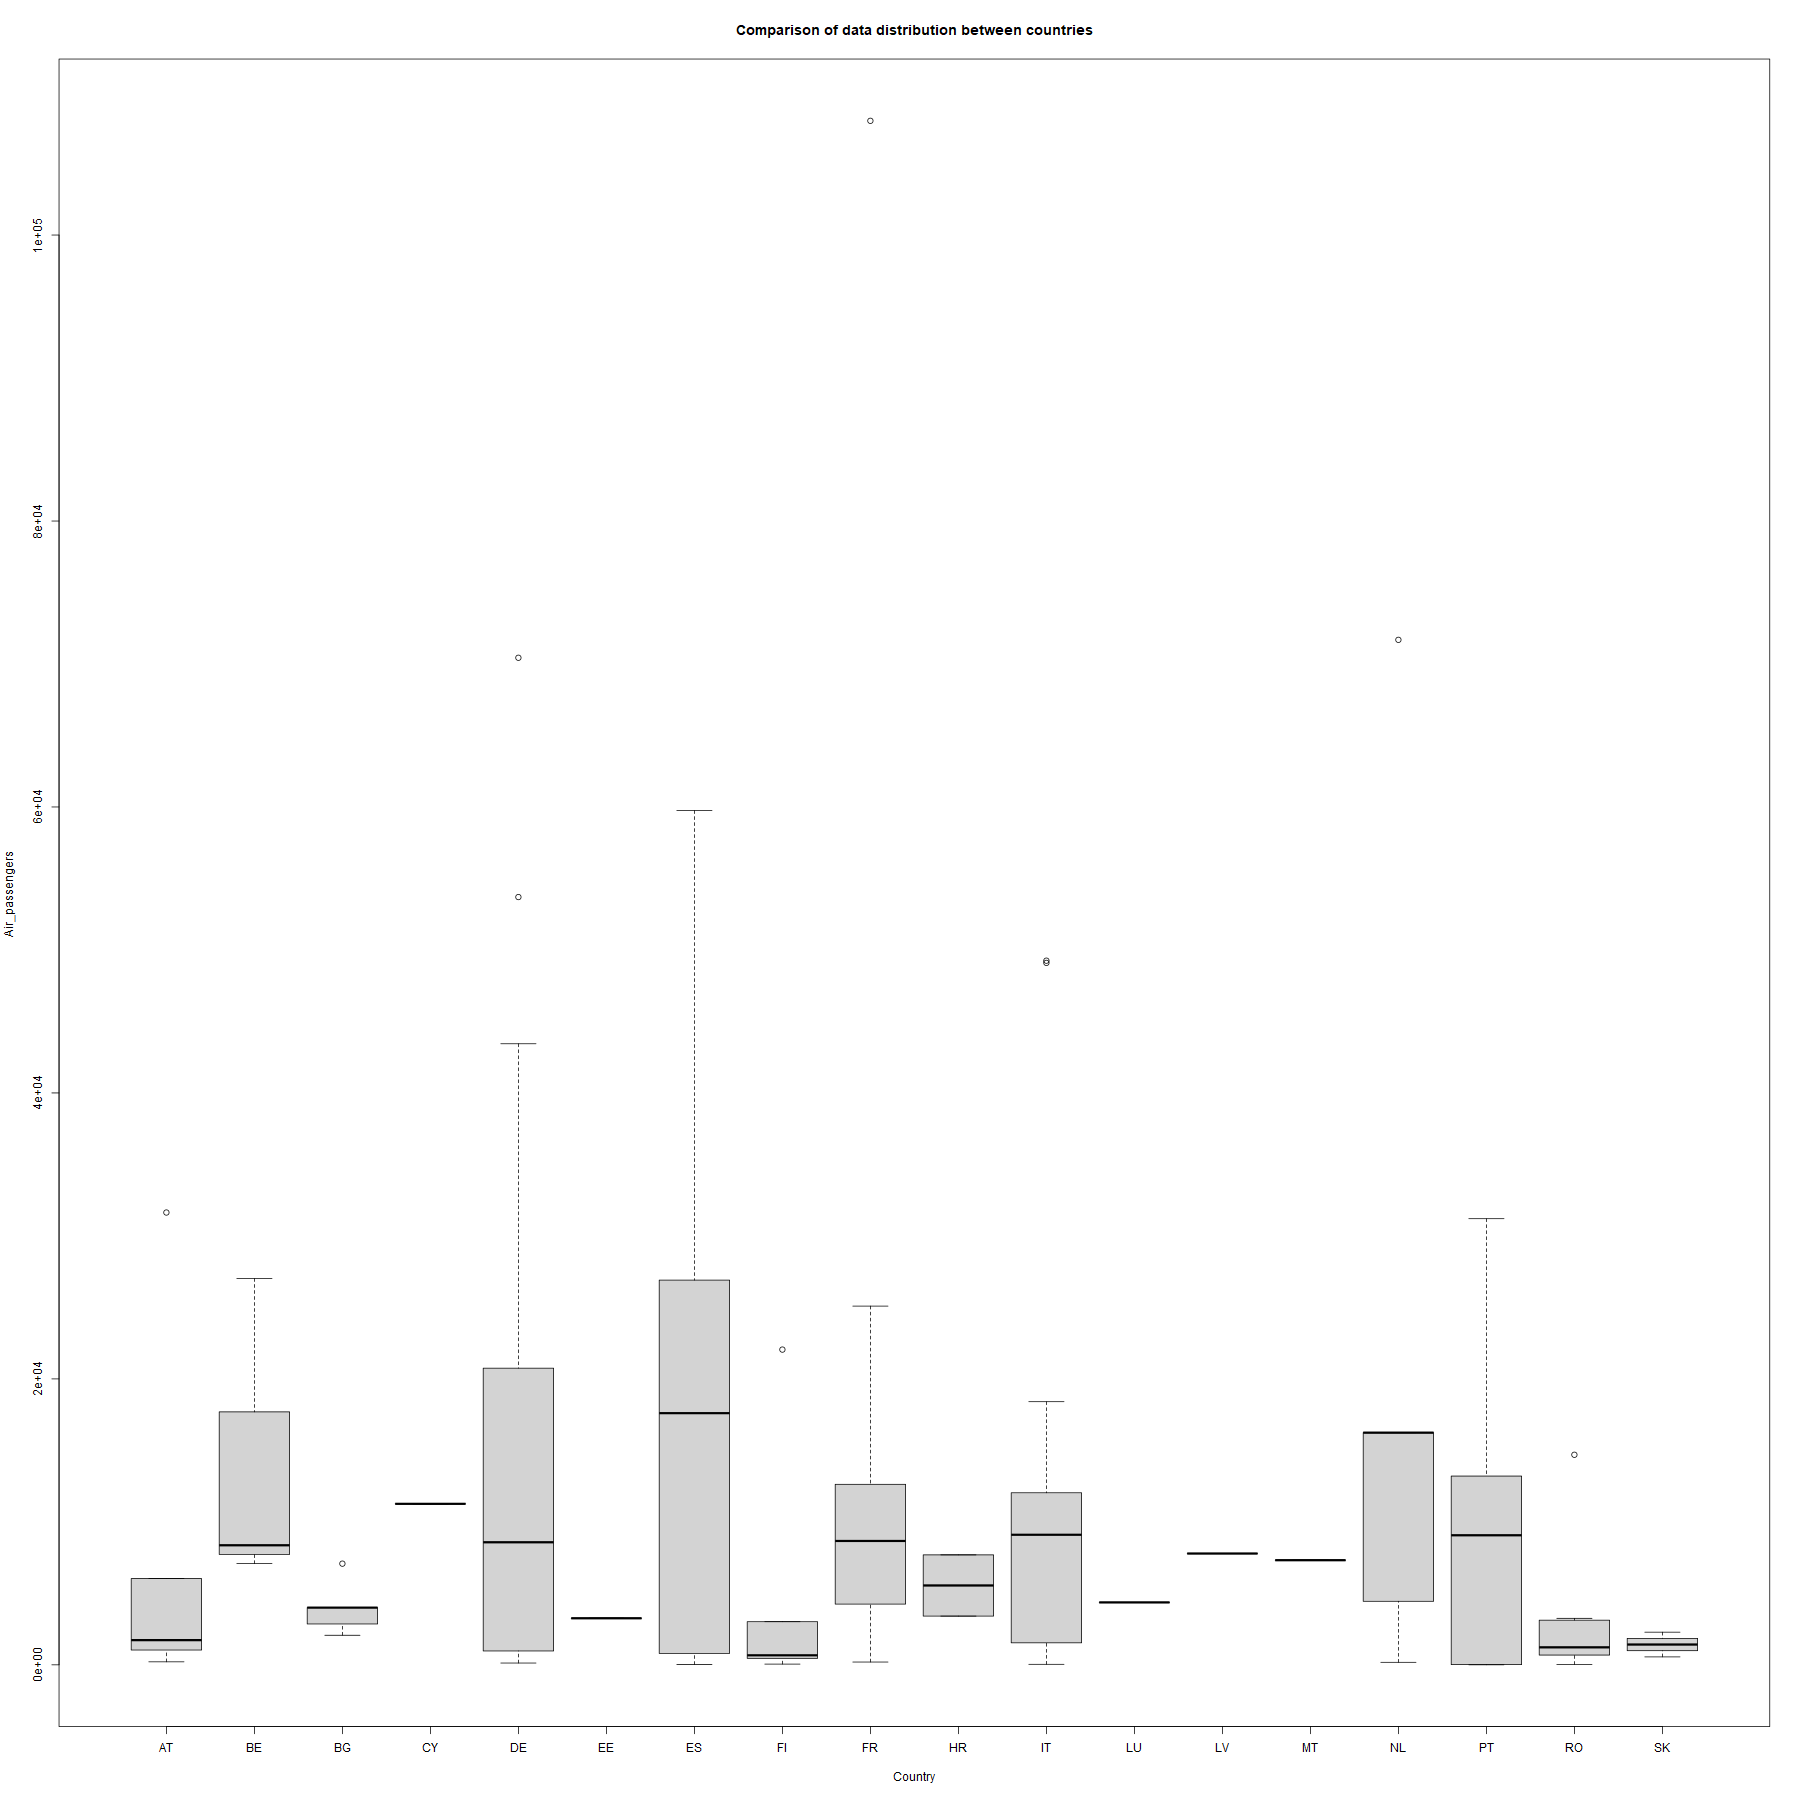 Comparison of data distribution between countries
1e+05
8e+04
6e+04
4e+04
2e+04
0e+00
Air_passengers
AT BE BG CY DE EE ES FI FR HR IT LU LV MT NL PT RO SK
Country